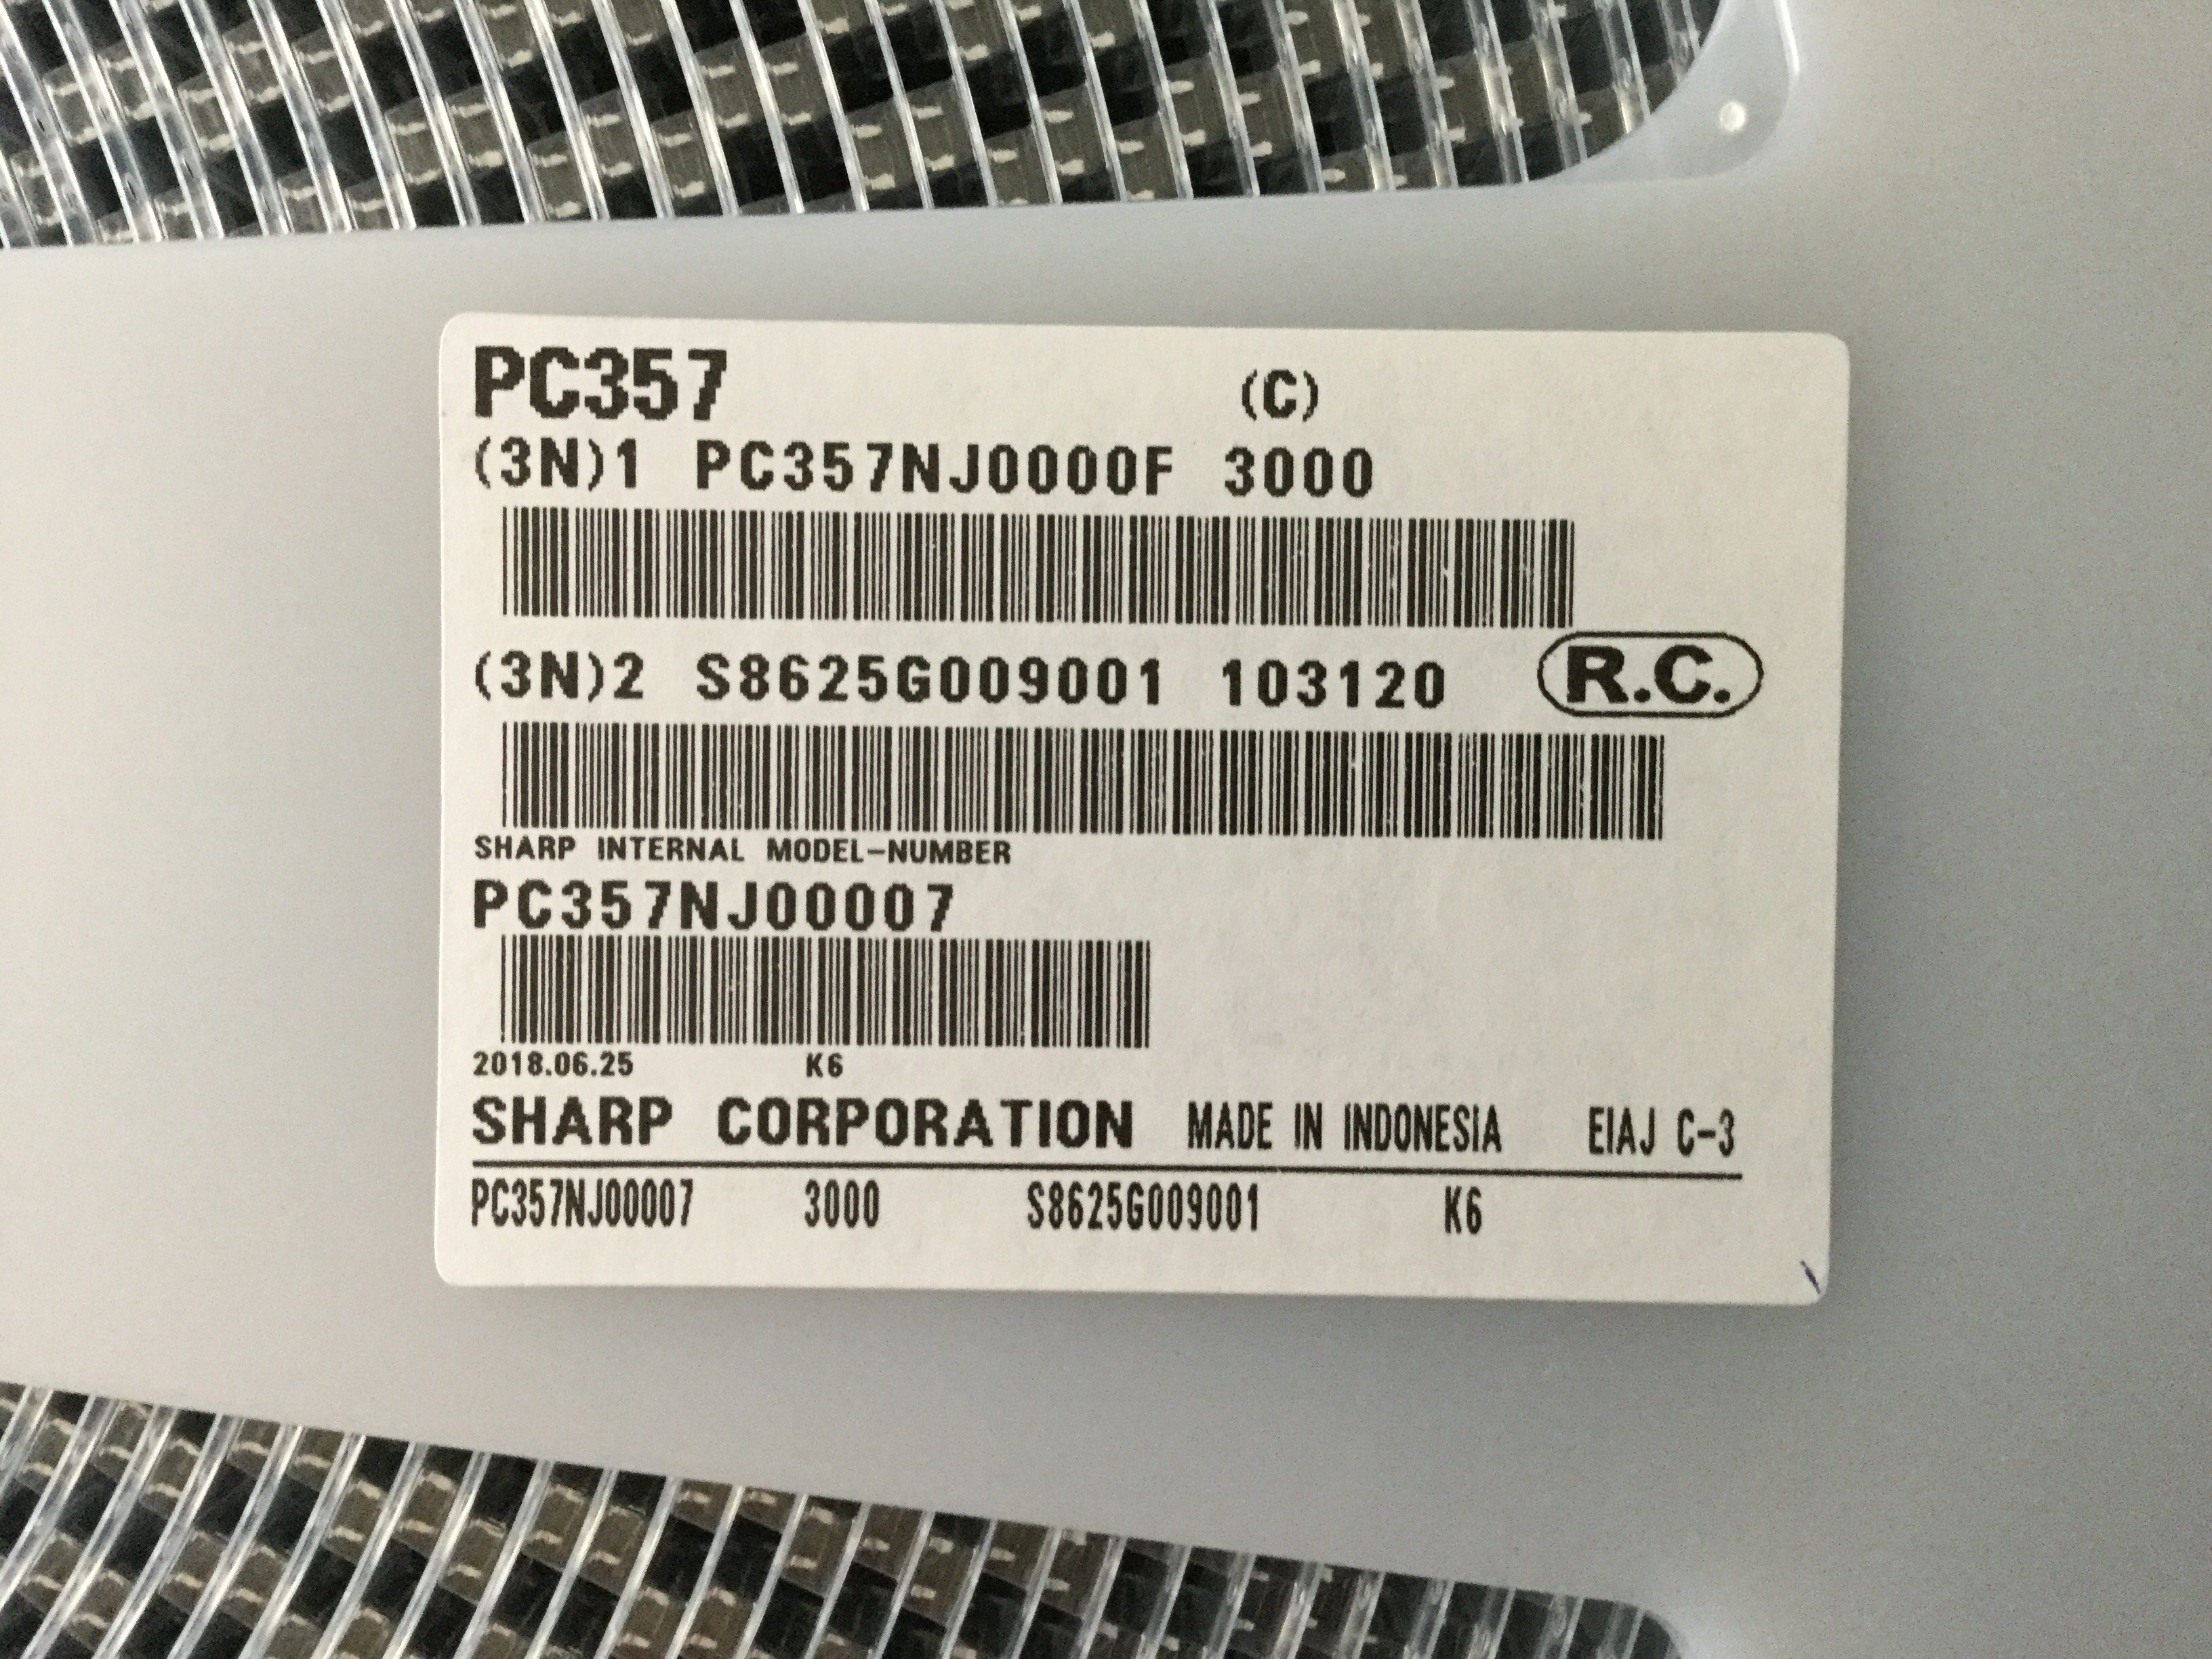 PC357 (C)
(3N)1 PC357NJ0000F 3000
(3N)2 S8625G009001 103120 R.C.
SHARP INTERNAL MODEL-NUMBER
PC357NJ00007
2018.06.25 K6
SHARP CORPORATION MADE IN INDONESIA EIAJ C-3
PC357NJ00007 3000 S8625G009001 K6